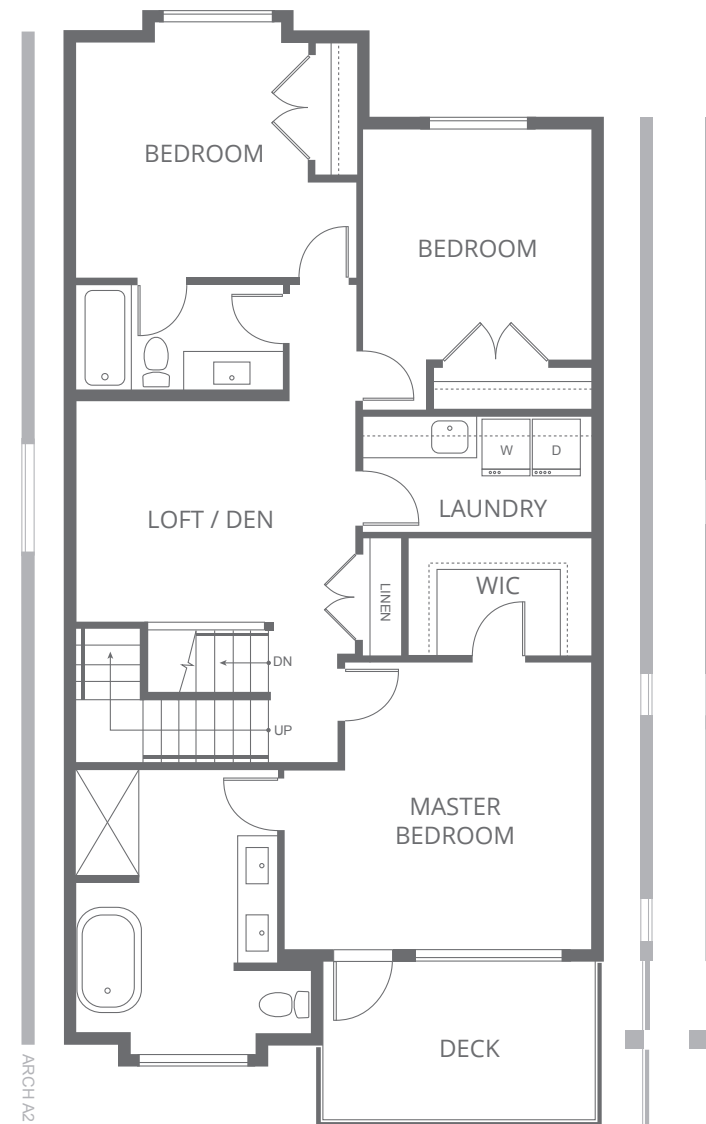 BEDROOM
BEDROOM
W
D
LAUNDRY
LOFT / DEN
LINEN
WIC
DN
UP
MASTER
BEDROOM
DECK
ARCH A2